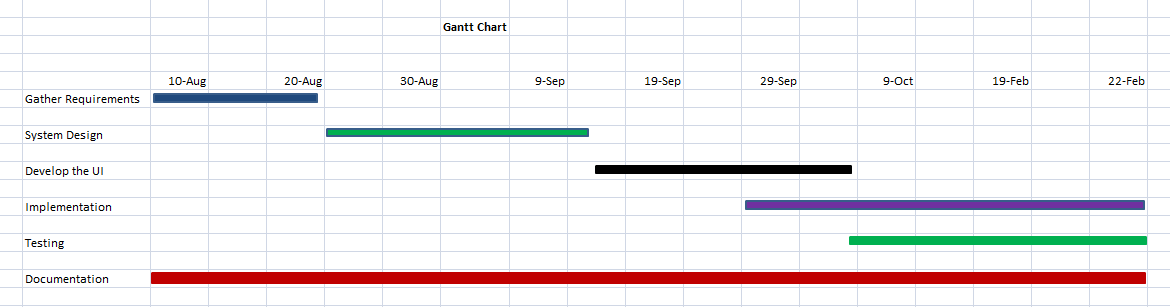 Gantt Chart
10-Aug 20-Aug 30-Aug 9-Sep 19-Sep 29-Sep 9-Oct 19-Feb 22-Feb
Gather Requirements
System Design
Develop the UI
Implementation
Testing
Documentation